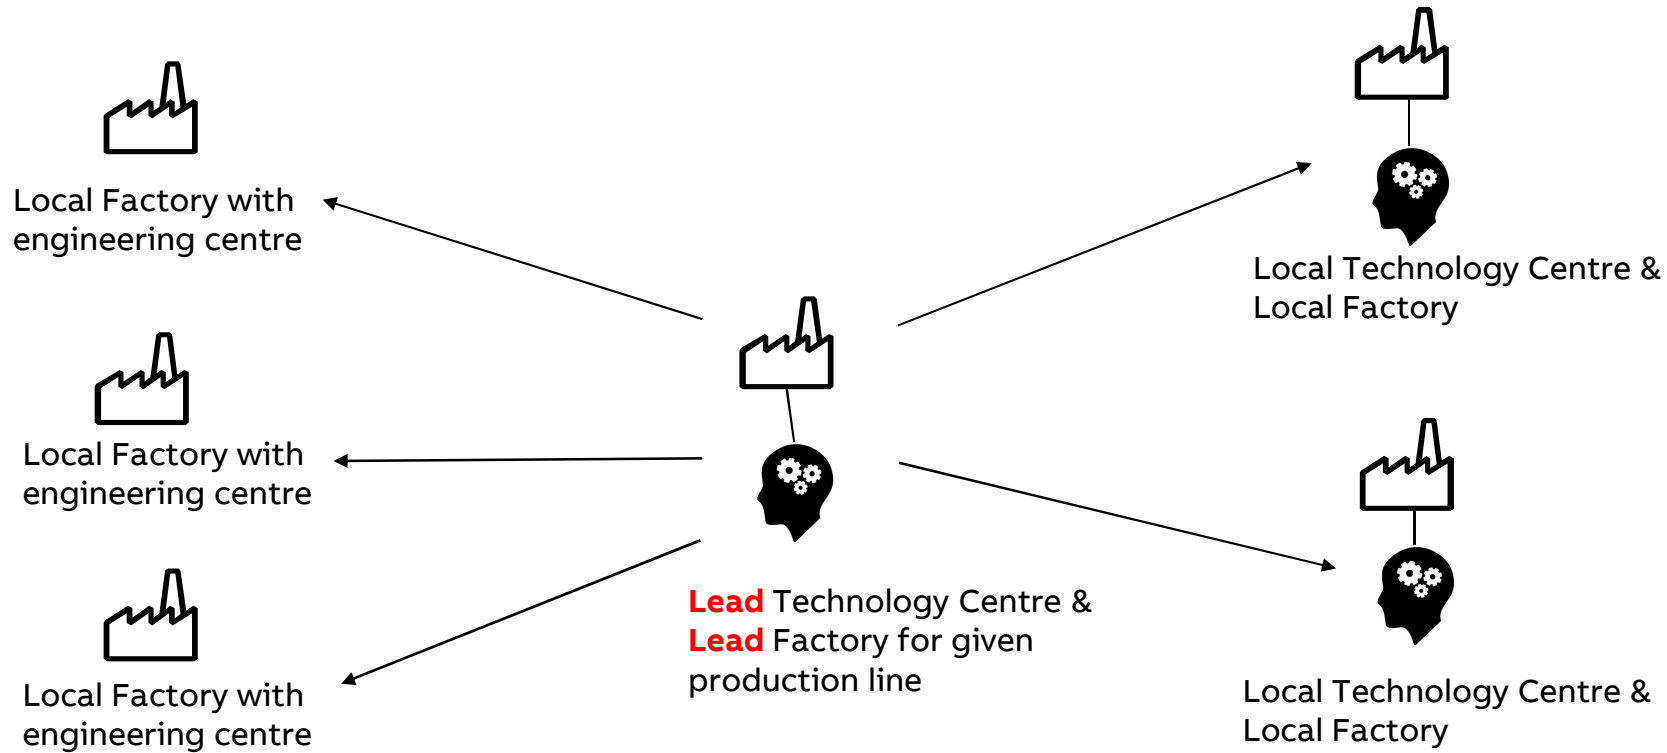 Local Factory with
engineering centre
Local Technology Centre &
Local Factory
Local Factory with
engineering centre
Lead Technology Centre &
Lead Factory for given
production line
Local Factory with
engineering centre
Local Technology Centre &
Local Factory